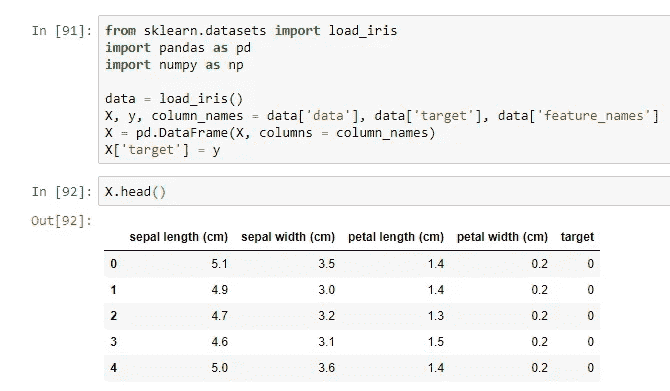 In [91]: from sklearn.datasets import load_iris
import pandas as pd
import numpy as np
data = load_iris()
X, y, column_names = data['data'], data['target'], data['feature_names']
X = pd.DataFrame(X, columns = column_names)
X['target'] = y
In [92]: X.head()
Out[92]:
sepal length (cm) sepal width (cm) petal length (cm) petal width (cm) target
0 5.1 3.5 1.4 0.2 0
1 4.9 3.0 1.4 0.2 0
2 4.7 3.2 1.3 0.2 0
3 4.6 3.1 1.5 0.2 0
4 5.0 3.6 1.4 0.2 0